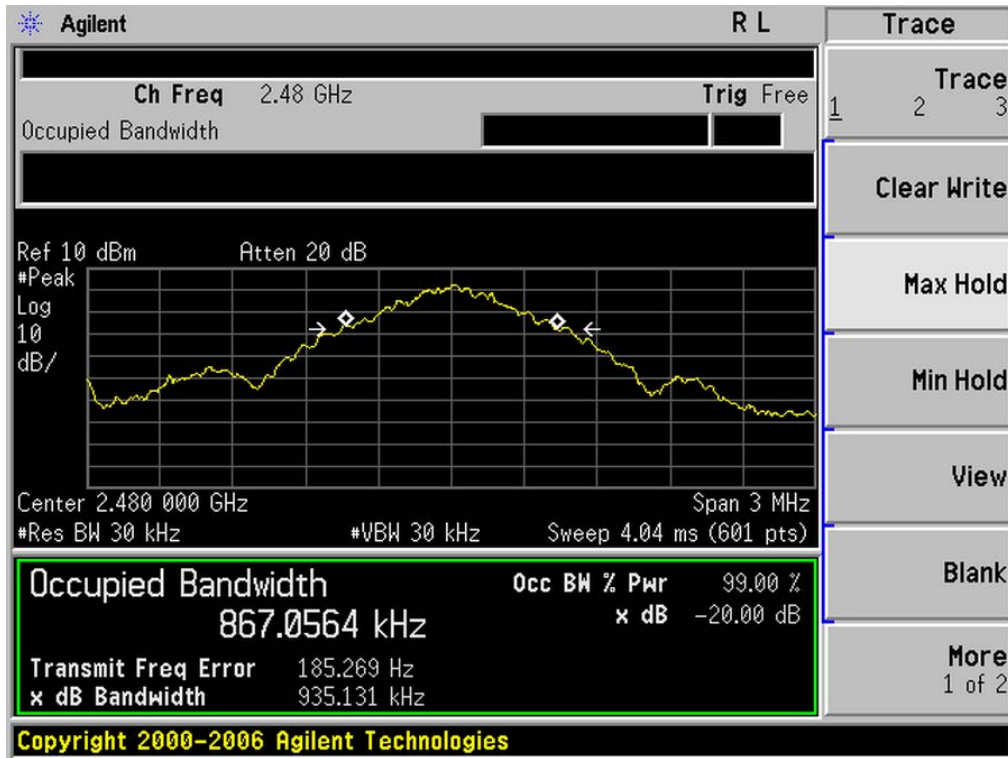 Agilent R L Trace
Ch Freq 2.48 GHz Trig Free
Occupied Bandwidth
Trace
1 2 3
Clear Write
Max Hold
Min Hold
View
Blank
More
1 of 2
Ref 10 dBm Atten 20 dB
#Peak
Log
10
dB/
Center 2.480 000 GHz Span 3 MHz
#Res BW 30 kHz #VBW 30 kHz Sweep 4.04 ms (601 pts)
Occupied Bandwidth Occ BW % Pwr 99.00 %
867.0564 kHz x dB -20.00 dB
Transmit Freq Error 185.269 Hz
x dB Bandwidth 935.131 kHz
Copyright 2000-2006 Agilent Technologies